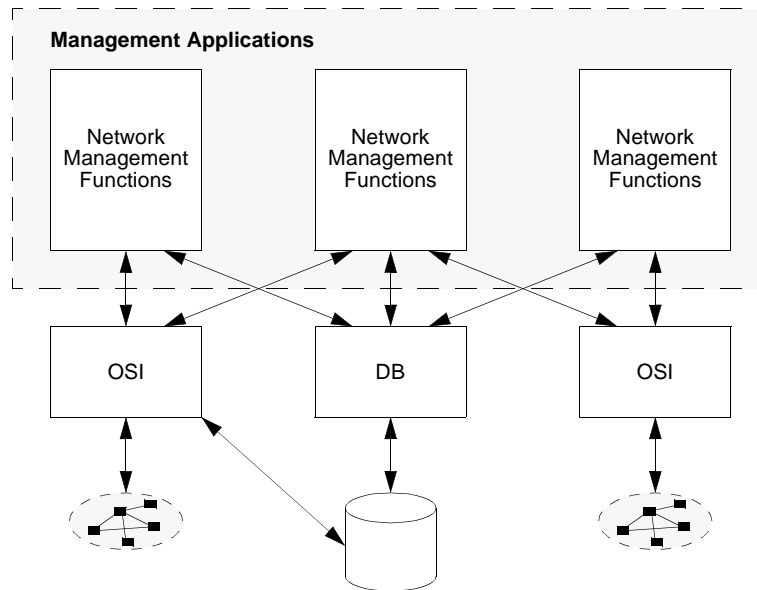 Management Applications
Network
Management
Functions
Network
Management
Functions
Network
Management
Functions
OSI
DB
OSI